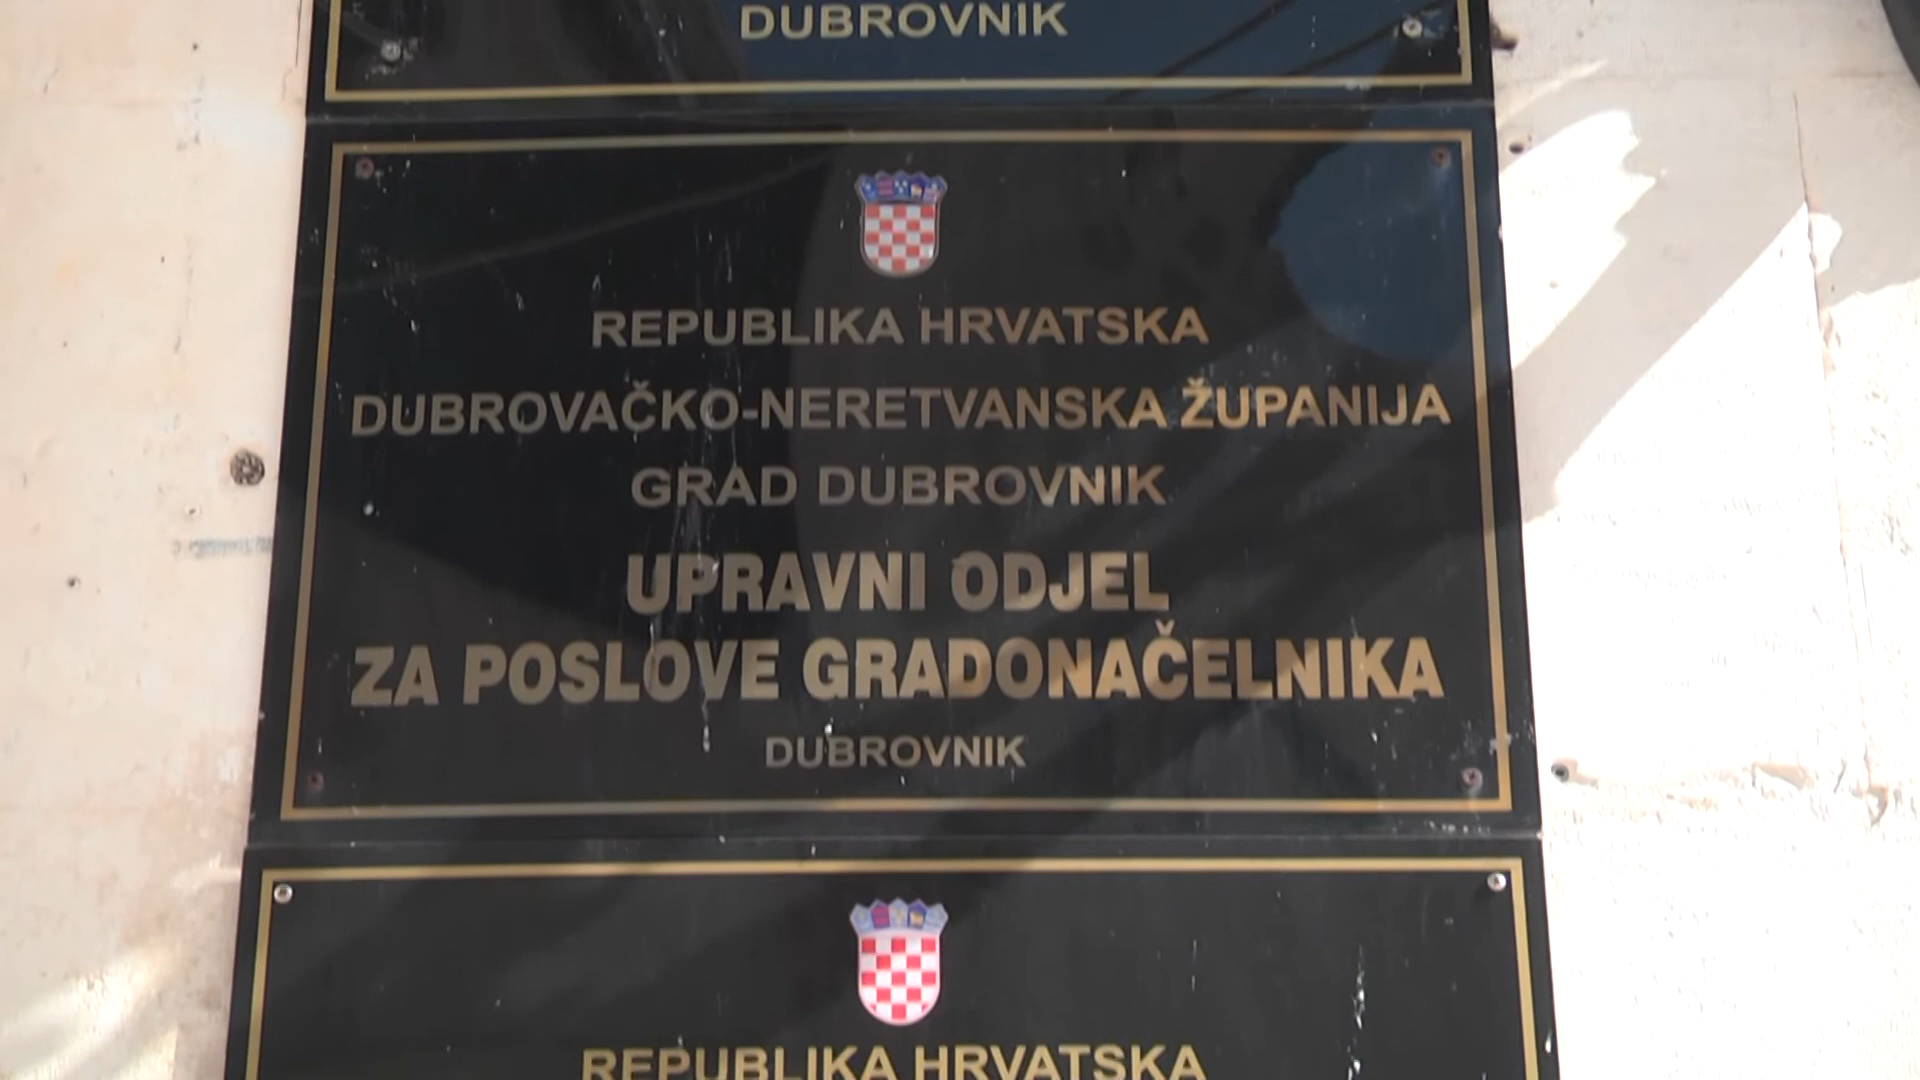 DUBROVNIK
REPUBLIKA HRVATSKA
DUBROVAČKO-NERETVANSKA ŽUPANIJA
GRAD DUBROVNIK
UPRAVNI ODJEL
ZA POSLOVE GRADONAČELNIKA
DUBROVNIK
REPUBLIKA HRVATSKA